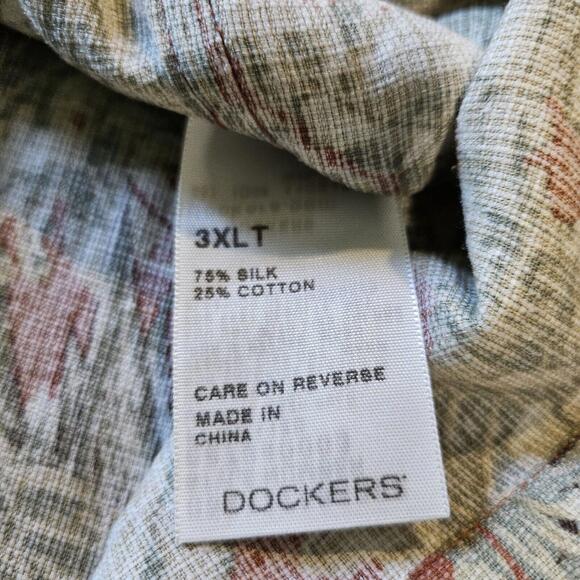 3XLT
75% SILK
25% COTTON
CARE ON REVERSE
MADE IN
CHINA
DOCKERS